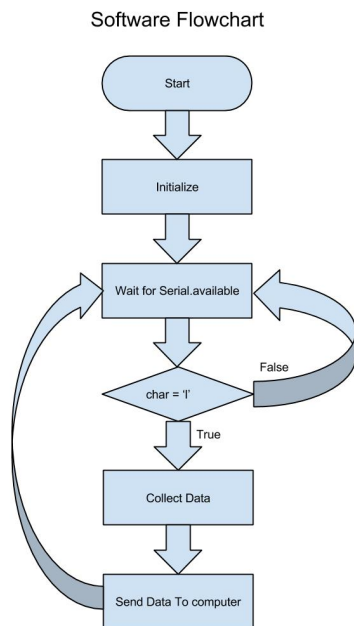 Software Flowchart
Start
Initialize
Wait for Serial.available
False
char = 'I'
True
Collect Data
Send Data To computer